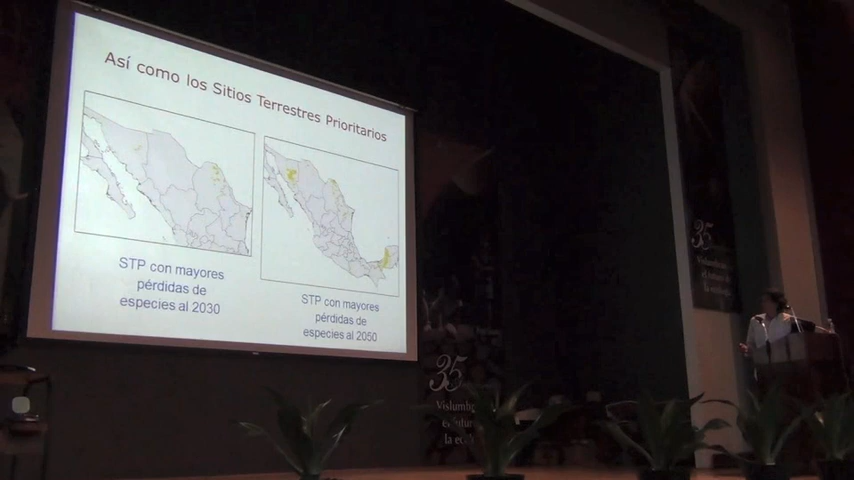 Así como los Sitios Terrestres Prioritarios
STP con mayores
pérdidas de
especies al 2030
STP con mayores
pérdidas de
especies al 2050
35
35